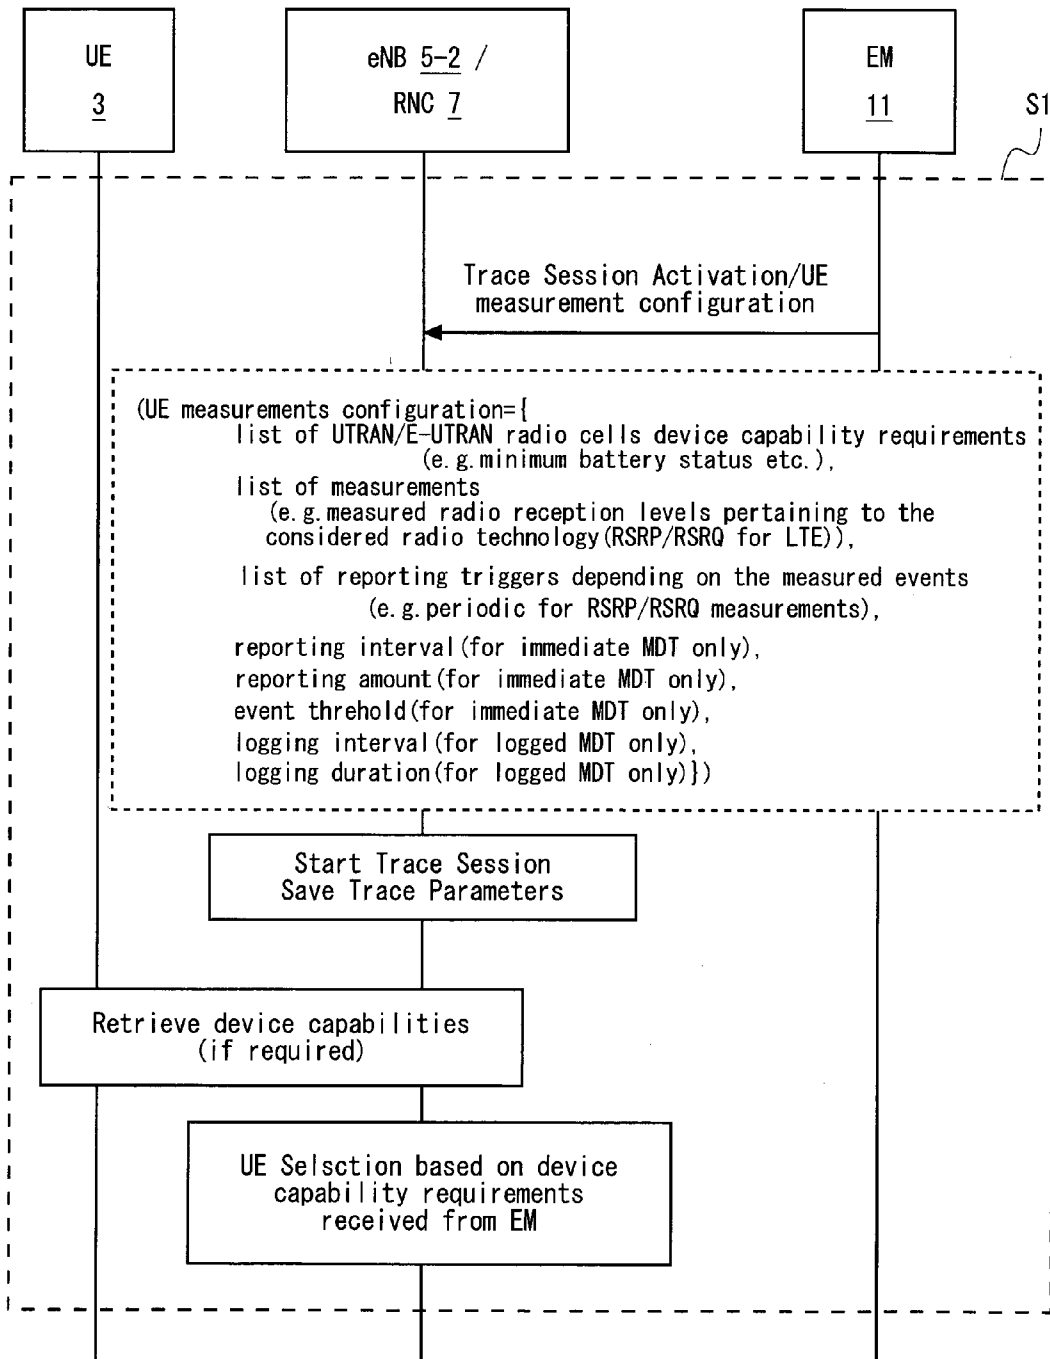 UE
3
eNB 5-2 /
RNC 7
EM
11
S1
Trace Session Activation/UE
measurement configuration
(UE measurements configuration={
list of UTRAN/E-UTRAN radio cells device capability requirements
(e.g.minimum battery status etc.),
list of measurements
(e.g.measured radio reception levels pertaining to the
considered radio technology(RSRP/RSRQ for LTE)),
list of reporting triggers depending on the measured events
(e.g.periodic for RSRP/RSRQ measurements),
reporting interval(for immediate MDT only),
reporting amount(for immediate MDT only),
event threhold(for immediate MDT only),
logging interval(for logged MDT only),
logging duration(for logged MDT only)})
Start Trace Session
Save Trace Parameters
Retrieve device capabilities
(if required)
UE Selsction based on device
capability requirements
received from EM